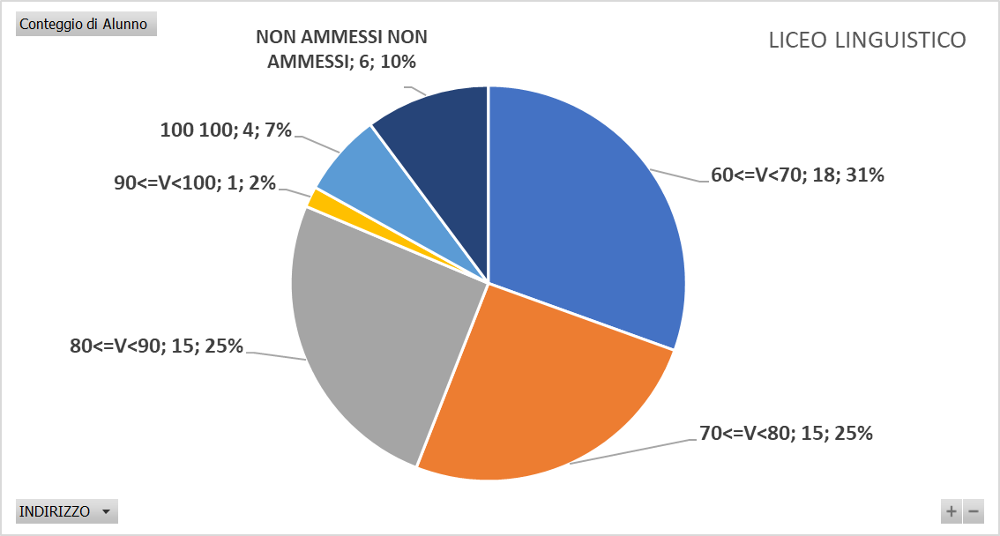 Conteggio di Alunno
LICEO LINGUISTICO
NON AMMESSI NON
AMMESSI; 6; 10%
100 100; 4; 7%
90<=V<100; 1; 2%
60<=V<70; 18; 31%
80<=V<90; 15; 25%
70<=V<80; 15; 25%
INDIRIZZO
+ −